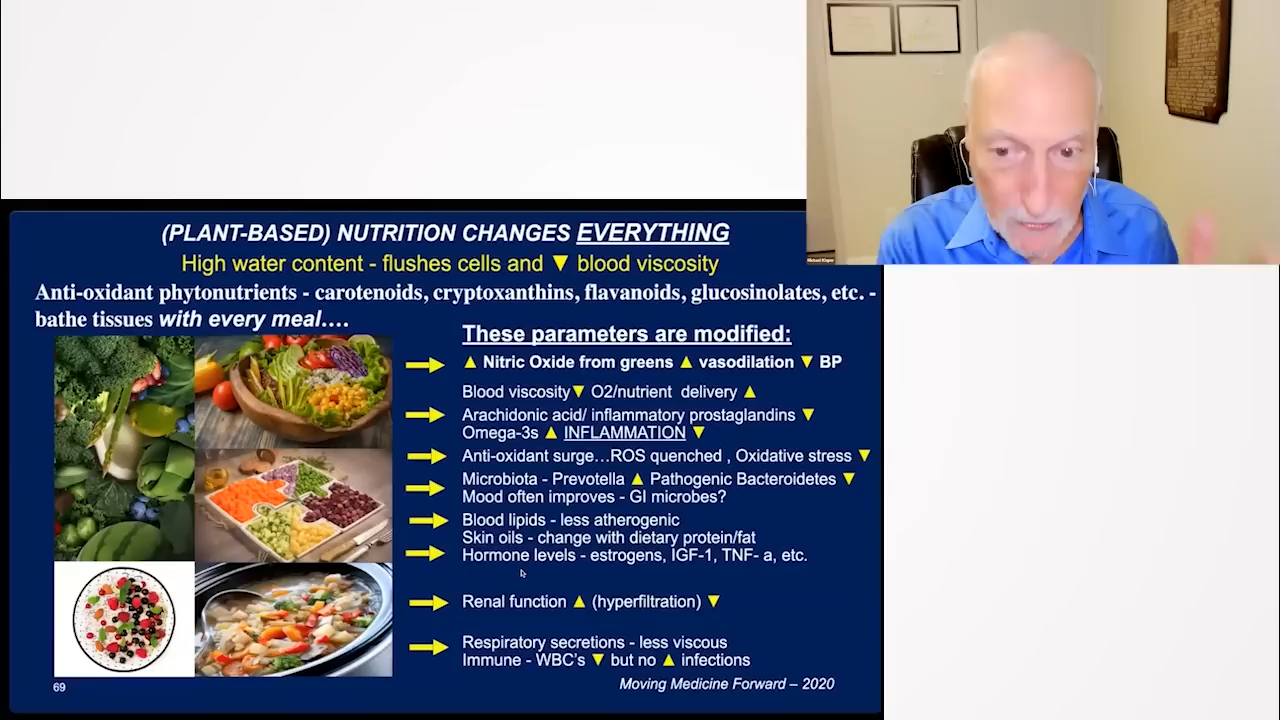 Michael Klaper
(PLANT-BASED) NUTRITION CHANGES EVERYTHING
High water content - flushes cells and ▼ blood viscosity
Anti-oxidant phytonutrients - carotenoids, cryptoxanthins, flavanoids, glucosinolates, etc. -
bathe tissues with every meal....
These parameters are modified:
▲ Nitric Oxide from greens ▲ vasodilation ▼ BP
Blood viscosity▼ O2/nutrient delivery ▲
Arachidonic acid/ inflammatory prostaglandins ▼
Omega-3s ▲ INFLAMMATION ▼
Anti-oxidant surge...ROS quenched , Oxidative stress ▼
Microbiota - Prevotella ▲ Pathogenic Bacteroidetes ▼
Mood often improves - GI microbes?
Blood lipids - less atherogenic
Skin oils - change with dietary protein/fat
Hormone levels - estrogens, IGF-1, TNF- a, etc.
Renal function ▲ (hyperfiltration) ▼
Respiratory secretions - less viscous
Immune - WBC's ▼ but no ▲ infections
69
Moving Medicine Forward – 2020